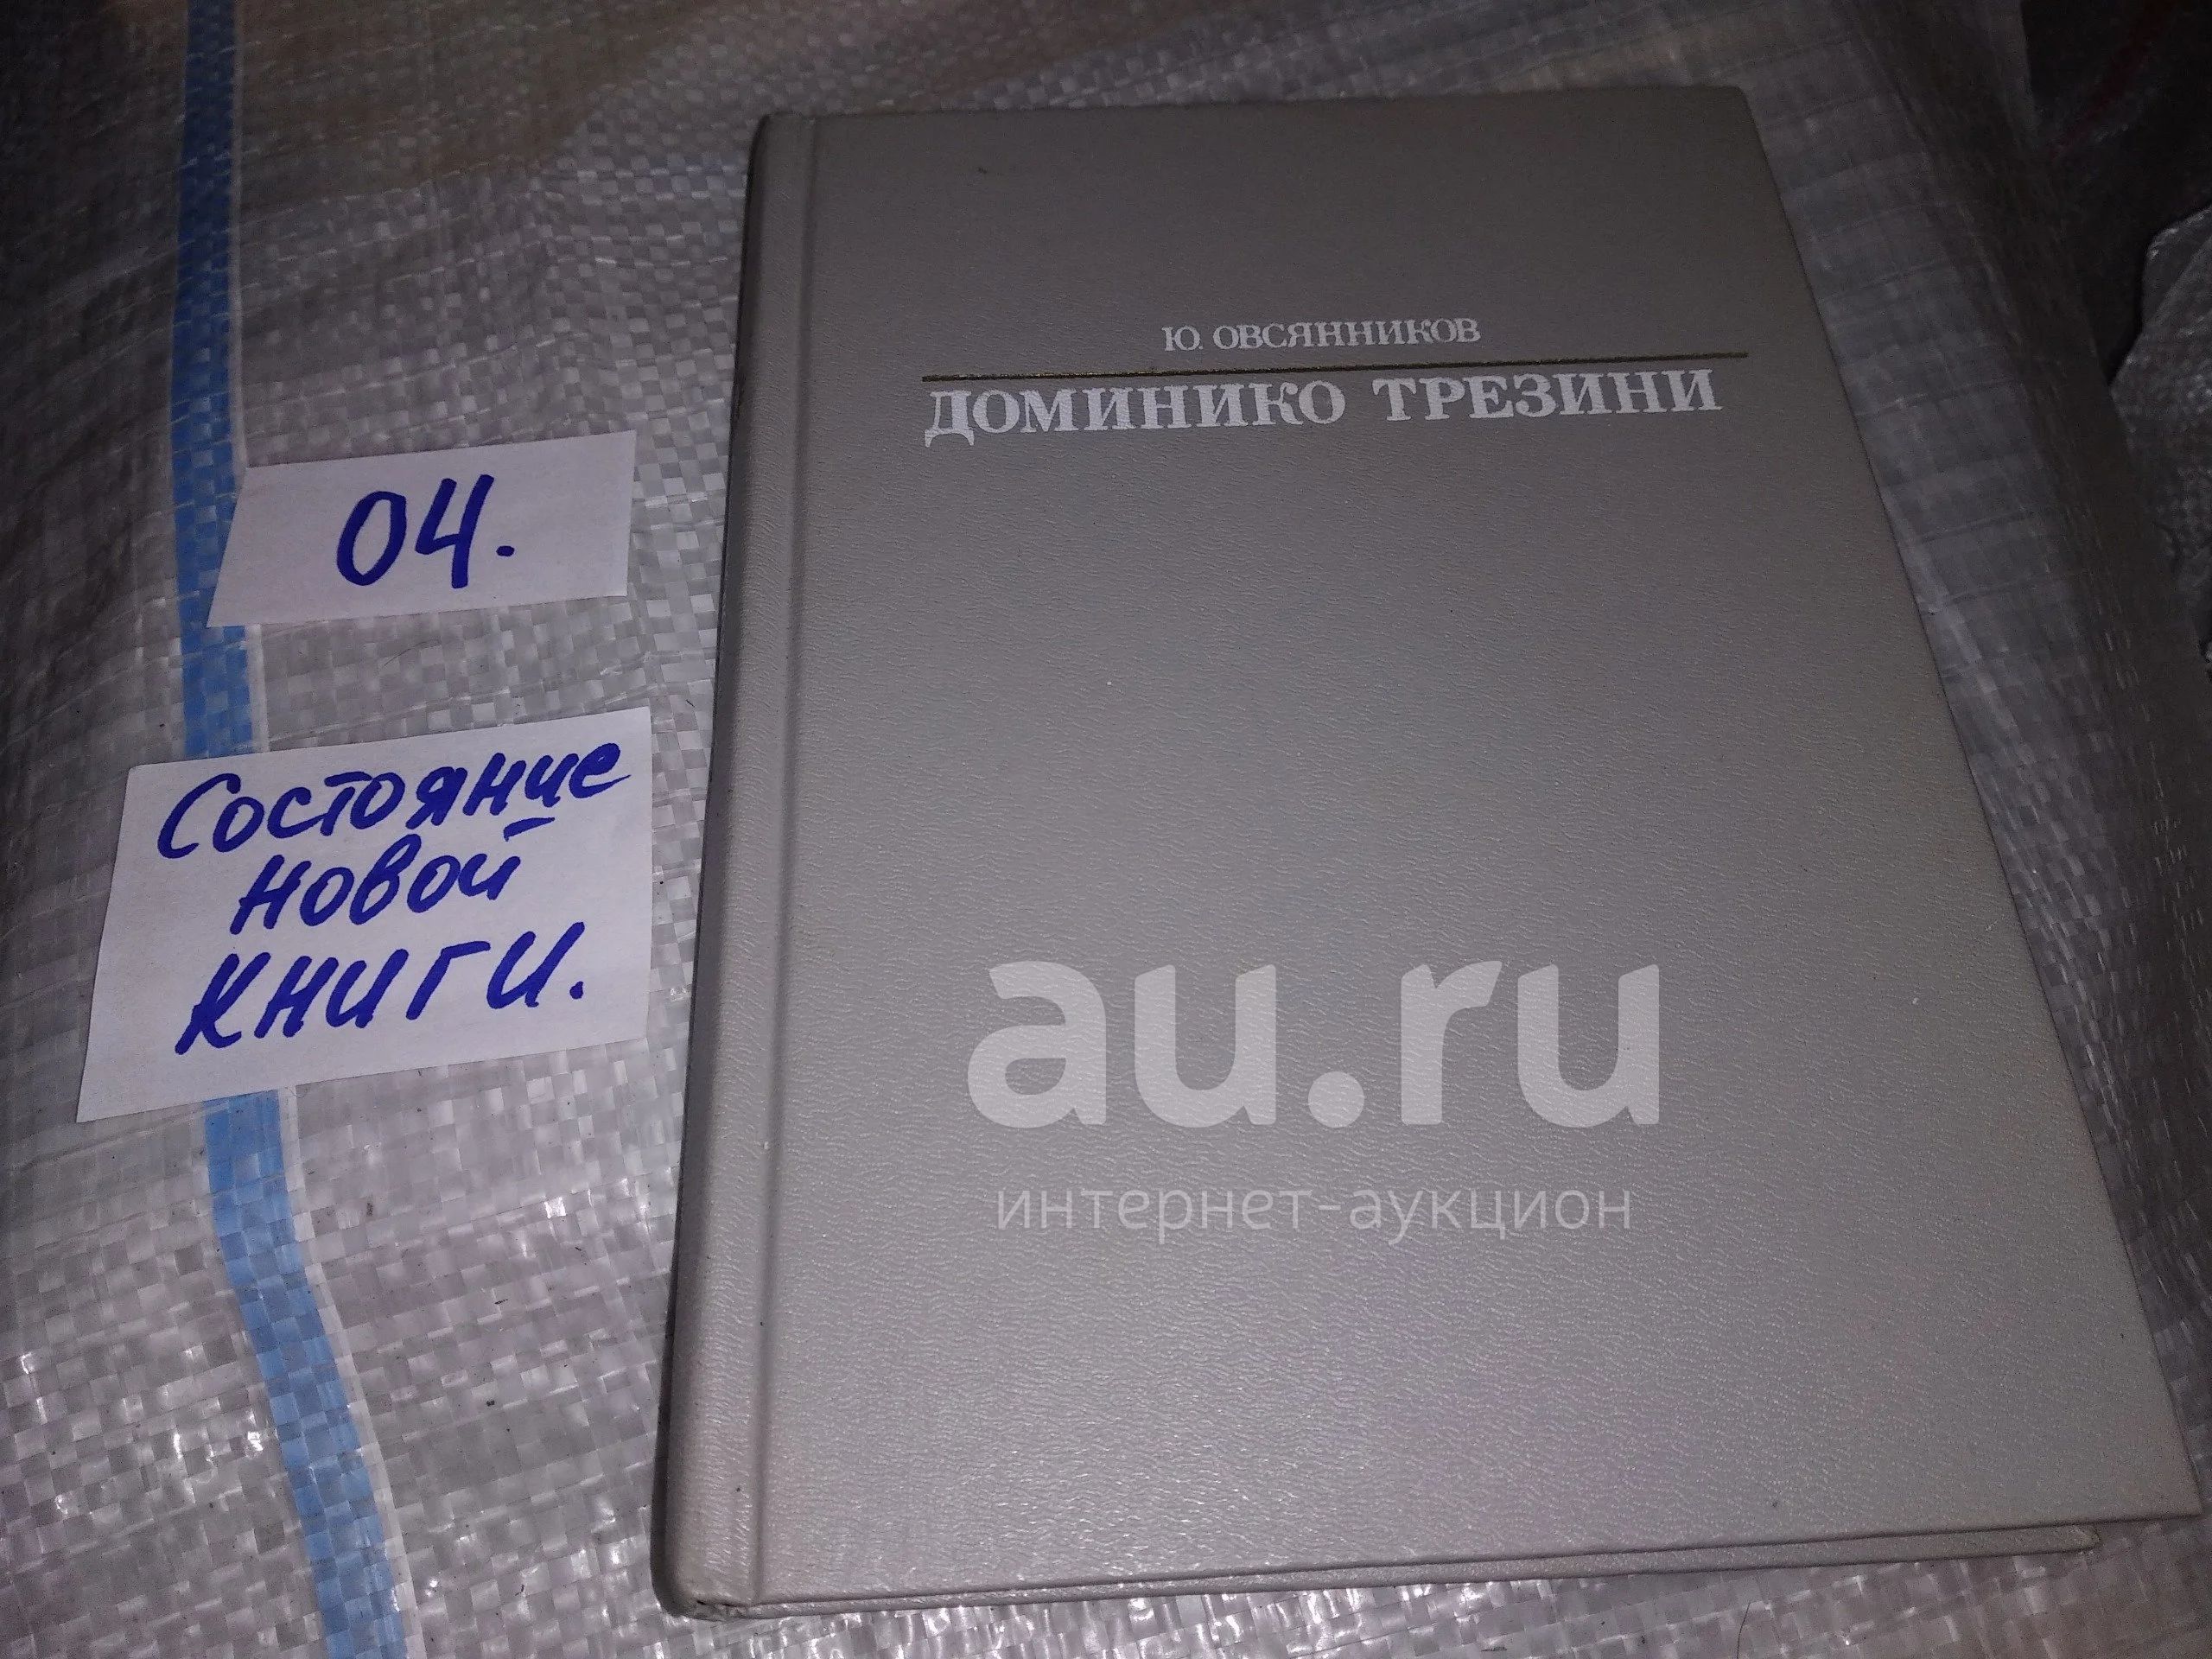 Ю. ОВСЯННИКОВ
ДОМИНИКО ТРЕЗИНИ
04.
Состояние
новой
КНИГИ.
au.ru
интернет-аукцион